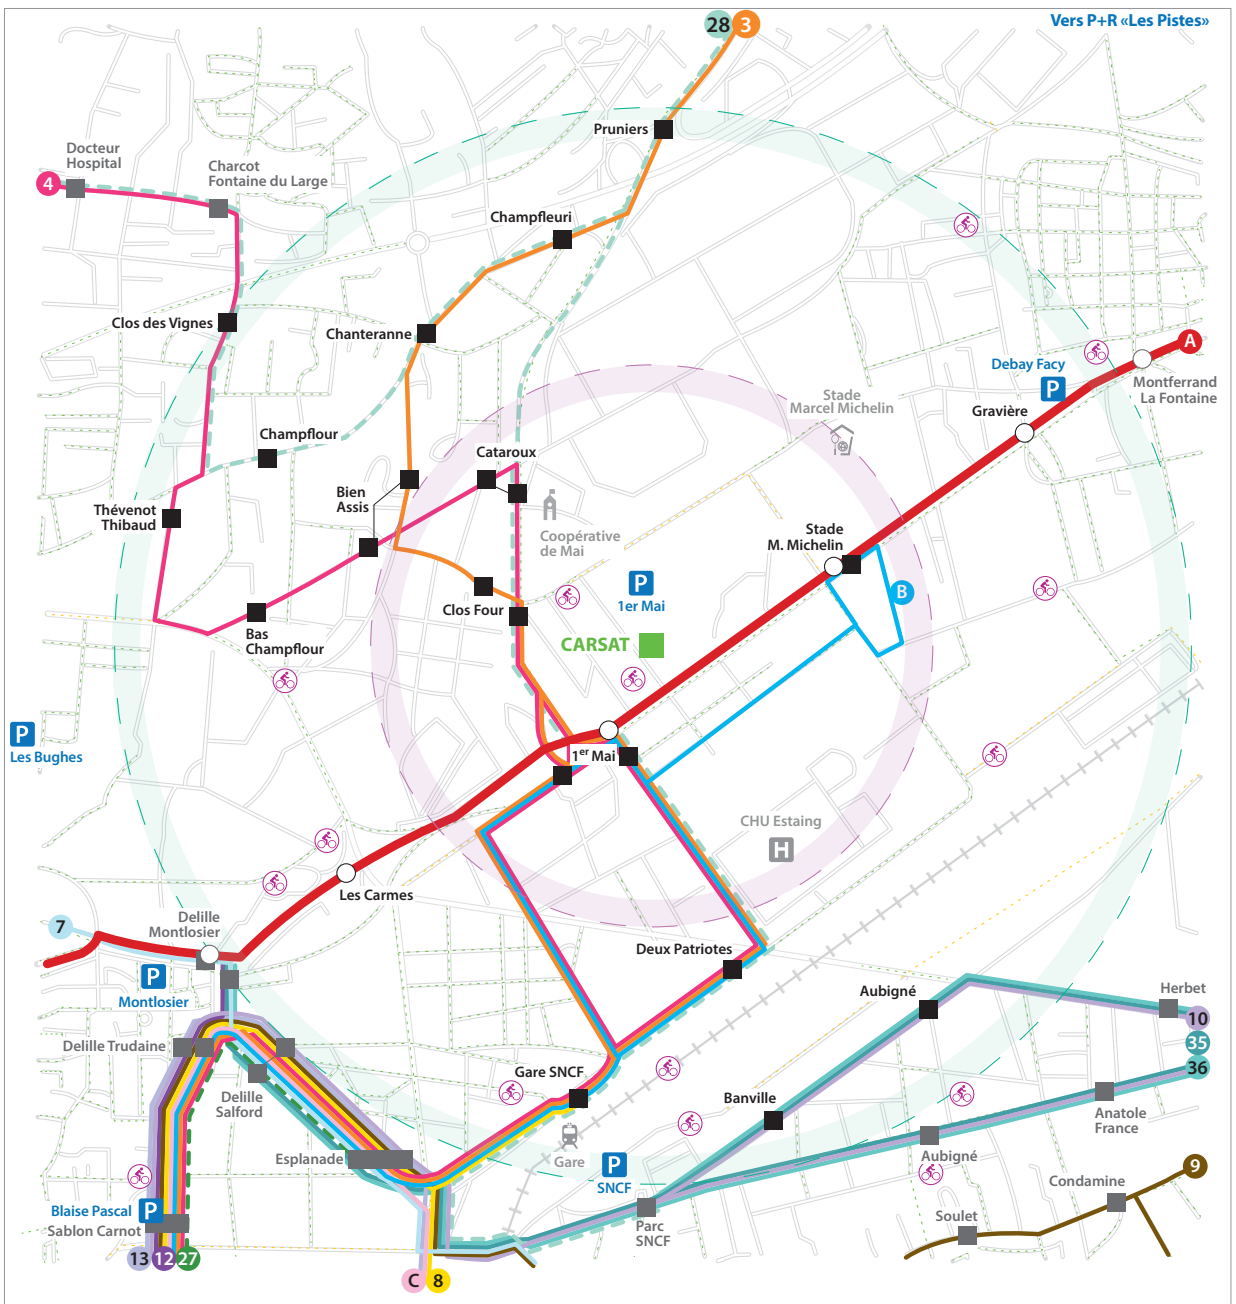 28 3
Vers P+R «Les Pistes»
Pruniers
Docteur
Hospital
Charcot
Fontaine du Large
4
Champfleuri
Clos des Vignes
Chanteranne
A
Debay Facy
P
Montferrand
La Fontaine
Stade
Marcel Michelin
Gravière
Champflour
Cataroux
Bien
Assis
Thévenot
Thibaud
Coopérative
de Mai
Stade
M. Michelin
P
1er Mai
B
Clos Four
CARSAT
Bas
Champflour
P
Les Bughes
1er Mai
CHU Estaing
H
Les Carmes
7
Delille
Montlosier
P
Montlosier
Deux Patriotes
Aubigné
Herbet
10
35
36
Delille Trudaine
Gare SNCF
Delille
Salford
Banville
Anatole
France
Esplanade
Gare
P
SNCF
Aubigné
9
Condamine
Blaise Pascal
P
Sablon Carnot
Parc
SNCF
Soulet
13 12 27
C 8